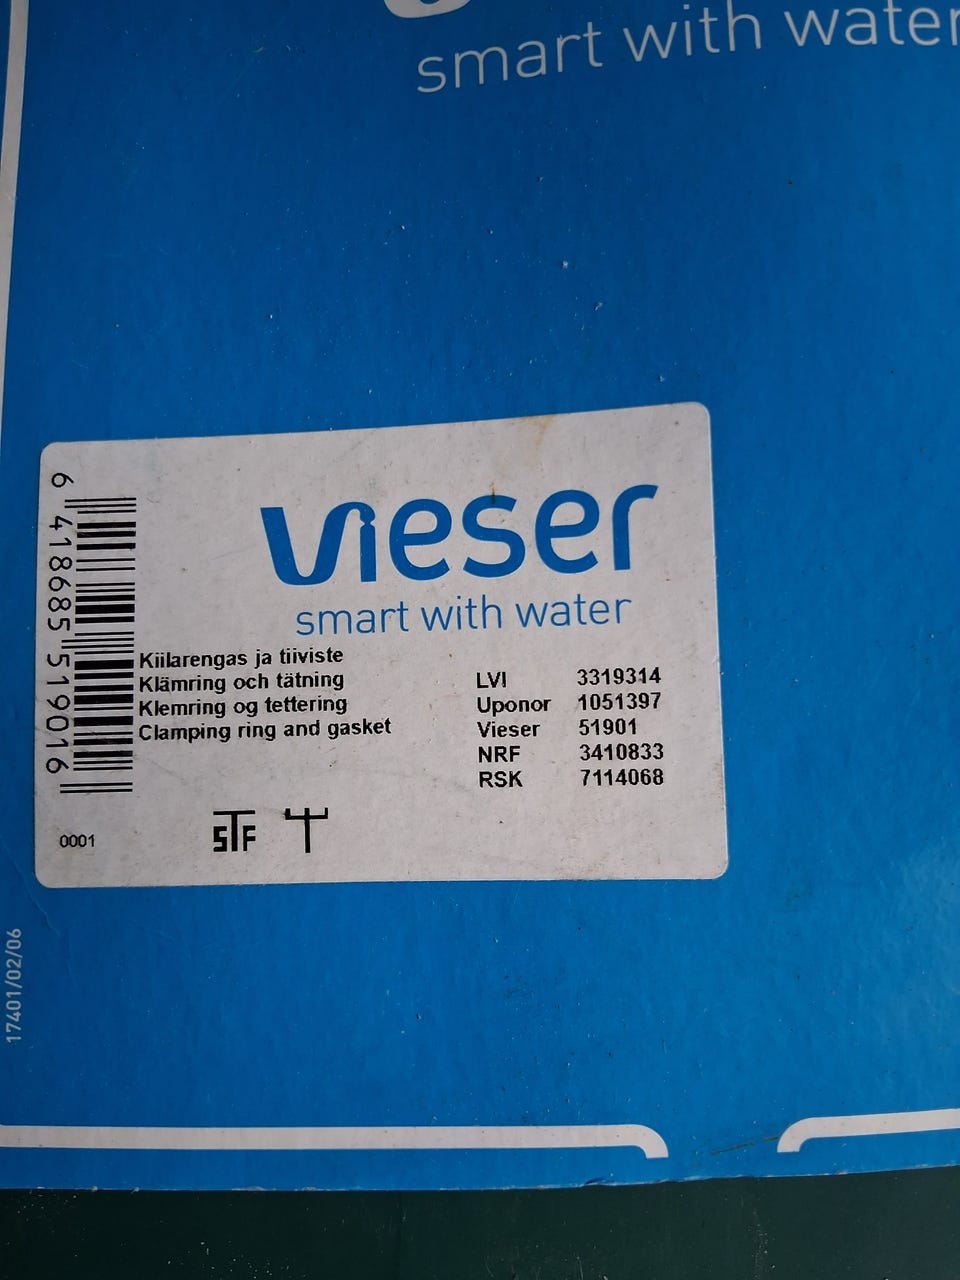 smart with water
vieser
smart with water
6 418685 519016
Kiilarengas ja tiiviste
Klämring och tätning
Klemring og tettering
Clamping ring and gasket
LVI 3319314
Uponor 1051397
Vieser 51901
NRF 3410833
RSK 7114068
0001
STF
17401/02/06